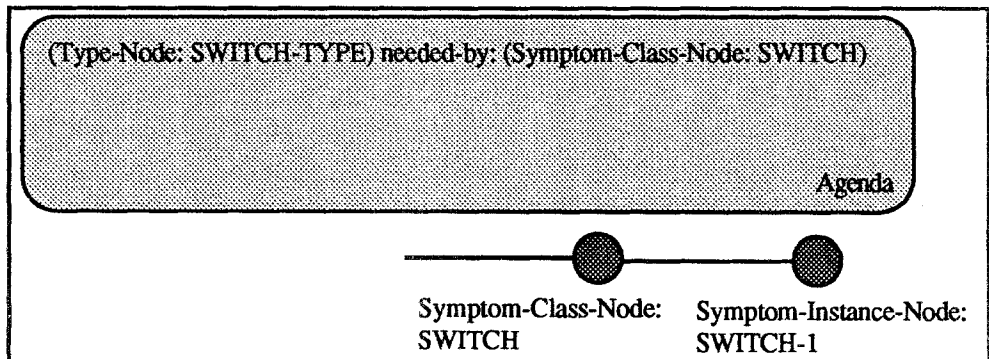 (Type-Node: SWITCH-TYPE) needed-by: (Symptom-Class-Node: SWITCH)
Agenda
Symptom-Class-Node:
SWITCH
Symptom-Instance-Node:
SWITCH-1